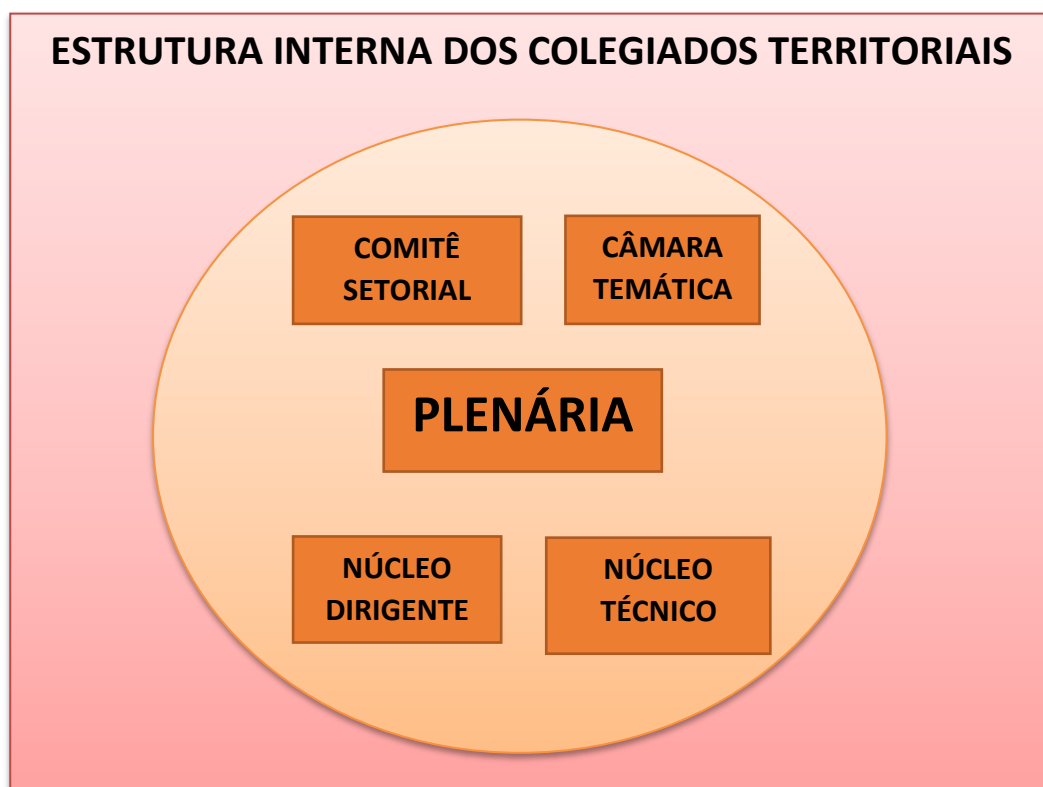 ESTRUTURA INTERNA DOS COLEGIADOS TERRITORIAIS
COMITÊ
SETORIAL
CÂMARA
TEMÁTICA
PLENÁRIA
NÚCLEO
DIRIGENTE
NÚCLEO
TÉCNICO